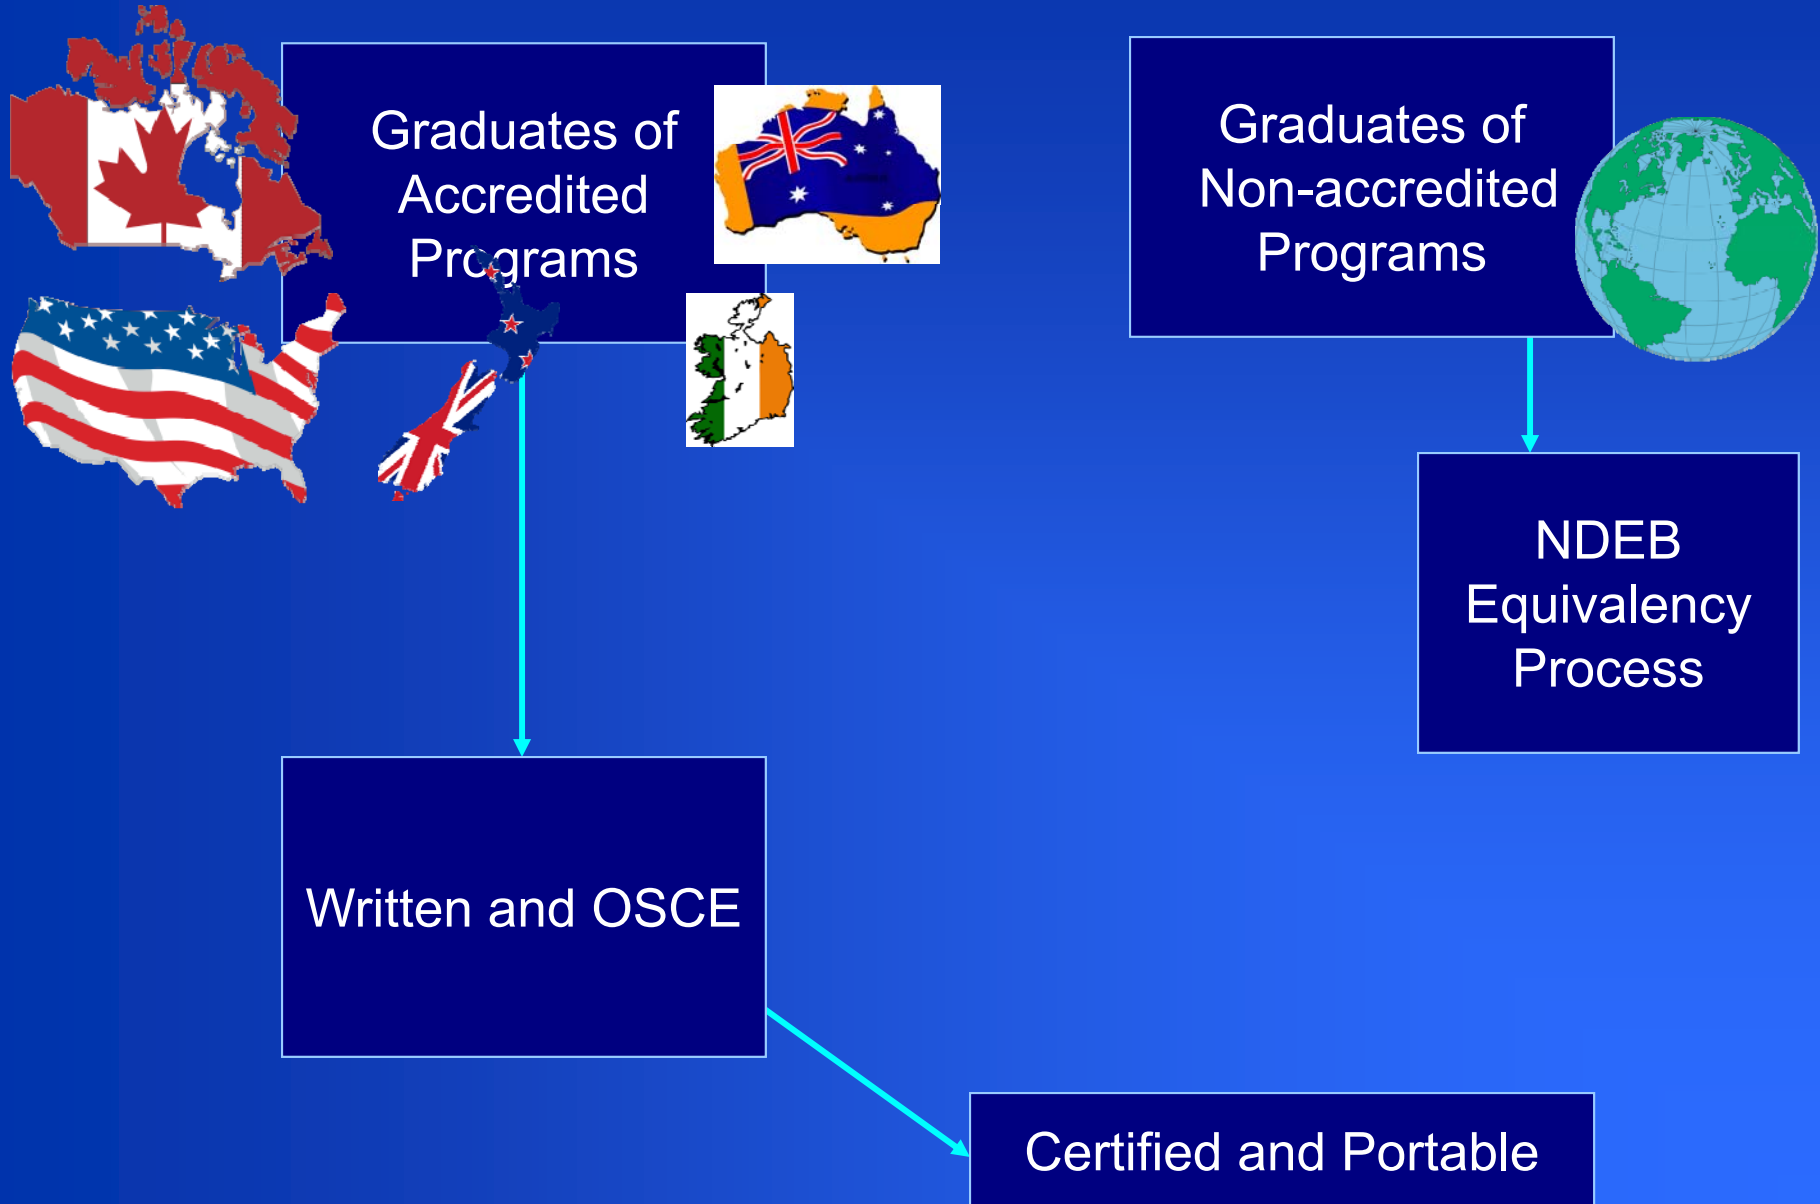 Graduates of
Accredited
Programs
Graduates of
Non-accredited
Programs
NDEB
Equivalency
Process
Written and OSCE
Certified and Portable